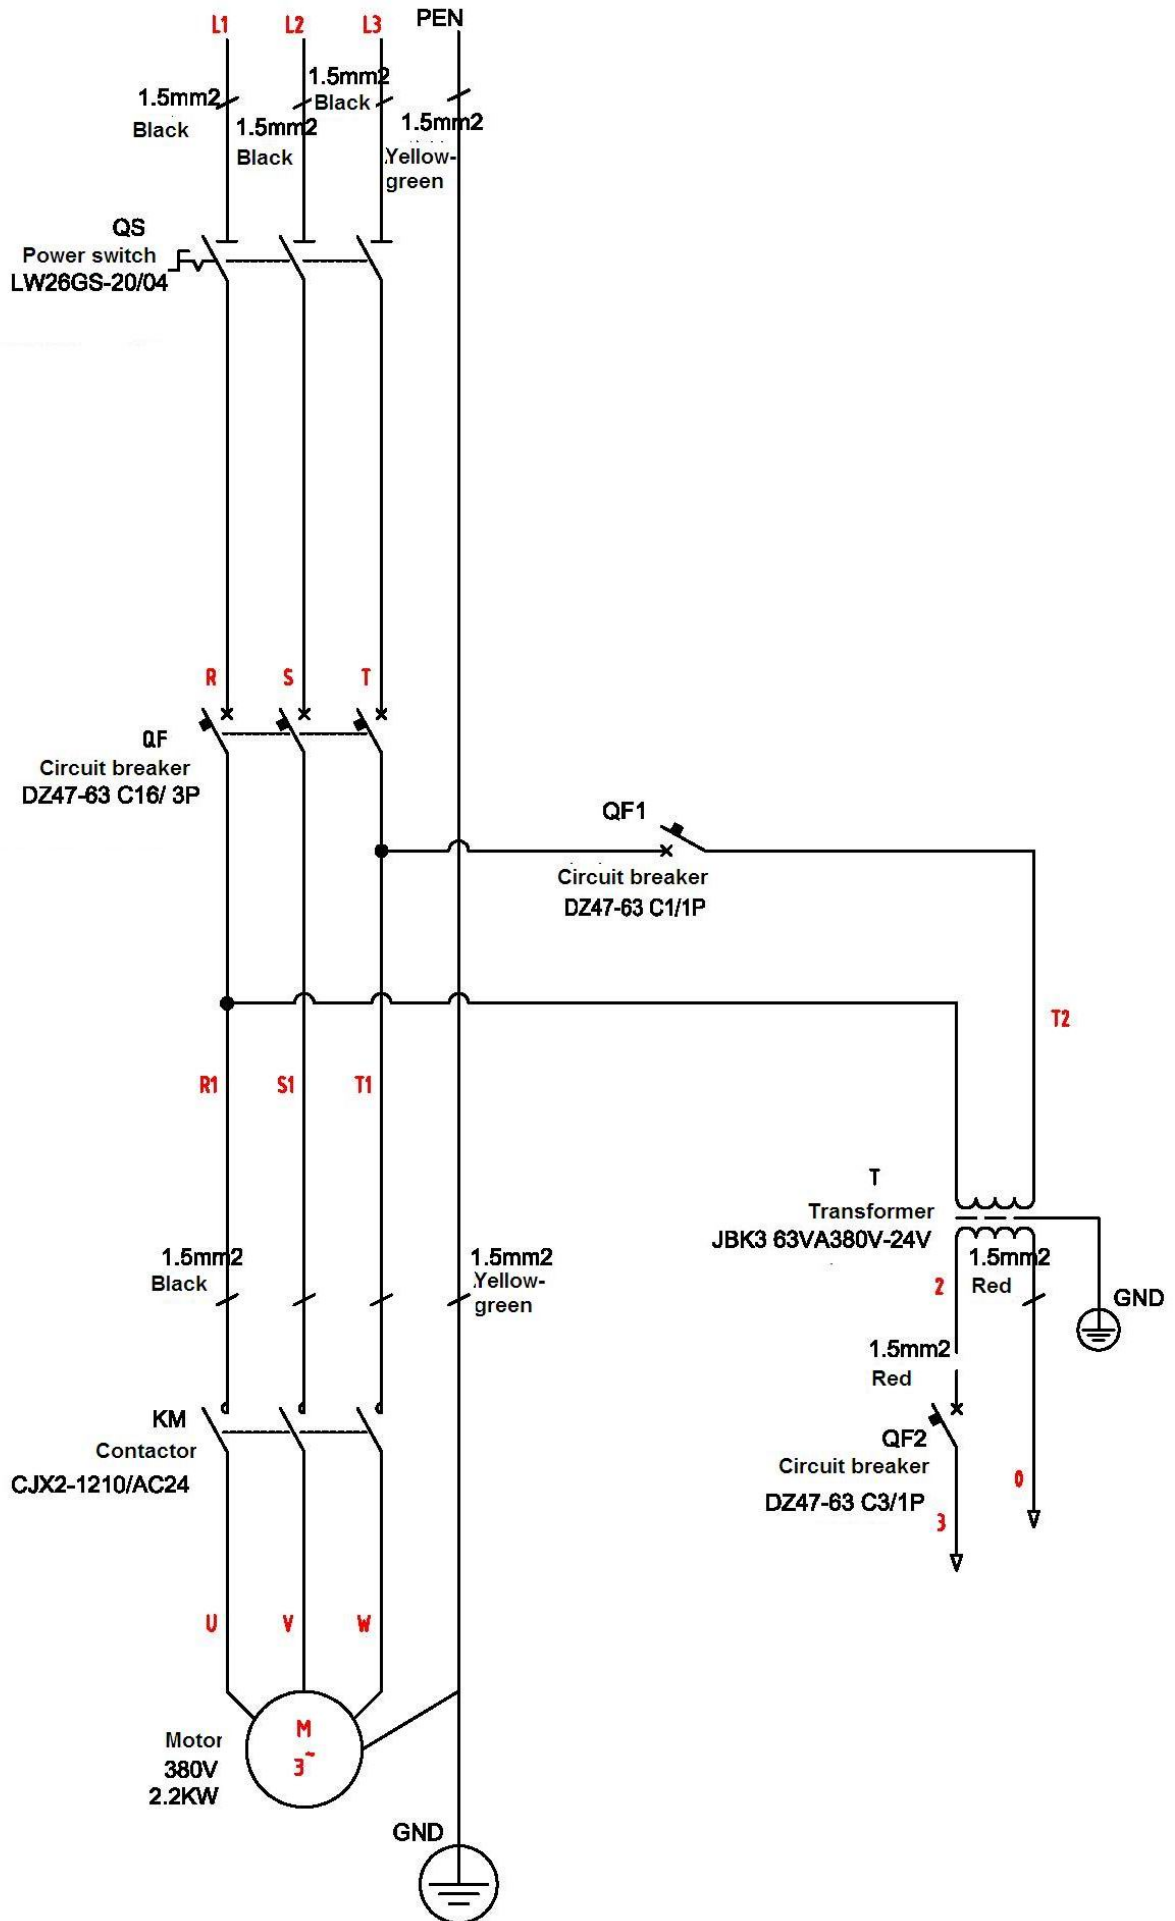 L1
L2
L3
PEN
1.5mm2
Black
1.5mm2
Black
1.5mm2
Black
1.5mm2
Yellow-
green
QS
Power switch
LW26GS-20/04
R
S
T
QF
Circuit breaker
DZ47-63 C16/ 3P
QF1
Circuit breaker
DZ47-63 C1/1P
T2
R1
S1
T1
T
Transformer
JBK3 63VA380V-24V
1.5mm2
Black
1.5mm2
Yellow-
green
2
1.5mm2
Red
GND
1.5mm2
Red
KM
Contactor
CJX2-1210/AC24
QF2
Circuit breaker
DZ47-63 C3/1P
0
3
U
V
W
M
3~
Motor
380V
2.2KW
GND